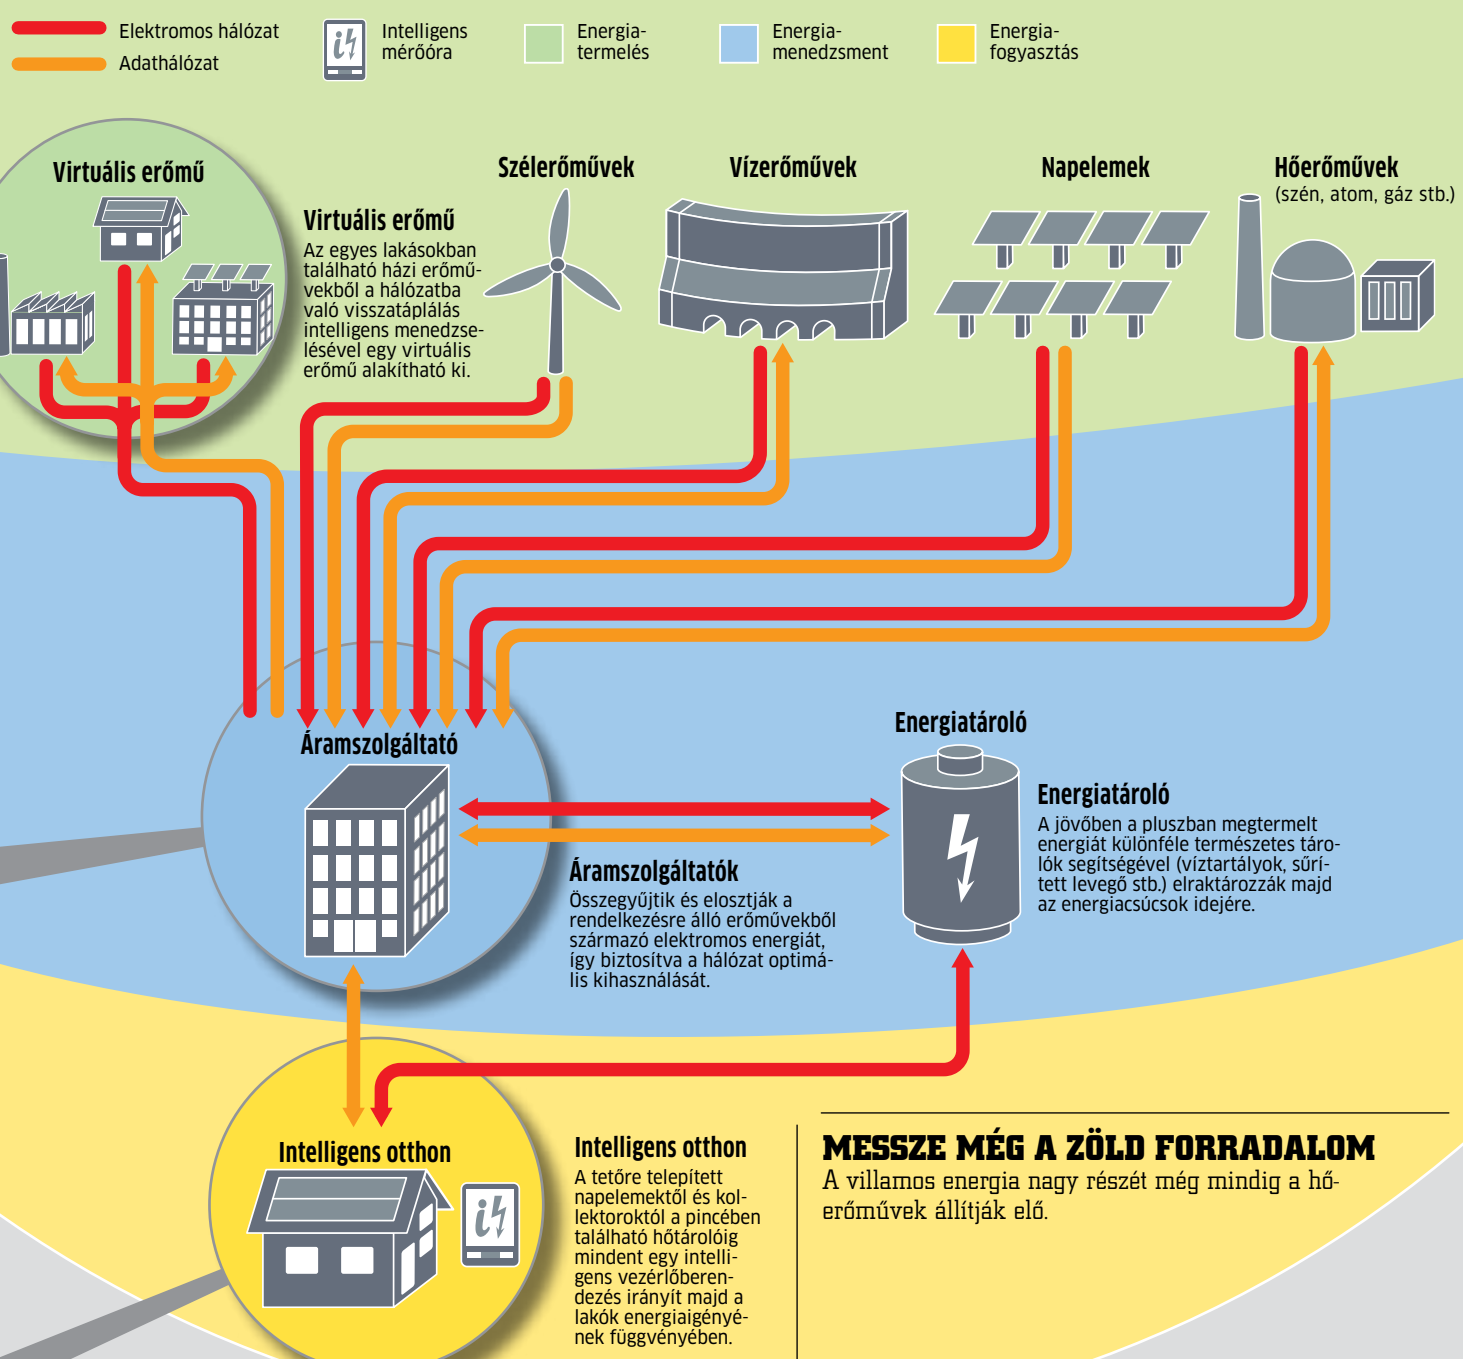 Elektromos hálózat
Adathálózat
Intelligens
mérőóra
Energia-
termelés
Energia-
menedzsment
Energia-
fogyasztás
Virtuális erőmű
Virtuális erőmű
Az egyes lakásokban
található házi erőmű-
vekből a hálózatba
való visszatáplálás
intelligens menedzse-
lésével egy virtuális
erőmű alakítható ki.
Szélerőművek
Vízerőművek
Napelemek
Hőerőművek
(szén, atom, gáz stb.)
Áramszolgáltató
Áramszolgáltatók
Összegyűjtik és elosztják a
rendelkezésre álló erőművekből
származó elektromos energiát,
így biztosítva a hálózat optimá-
lis kihasználását.
Energiatároló
Energiatároló
A jövőben a pluszban megtermelt
energiát különféle természetes táro-
lók segítségével (víztartályok, sűrí-
tett levegő stb.) elraktározzák majd
az energiacsúcsok idejére.
Intelligens otthon
Intelligens otthon
A tetőre telepített
napelemektől és kol-
lektoroktól a pincében
található hőtárolóig
mindent egy intelli-
gens vezérlőberen-
dezés irányít majd a
lakók energiaigényé-
nek függvényében.
MESSZE MÉG A ZÖLD FORRADALOM
A villamos energia nagy részét még mindig a hő-
erőművek állítják elő.